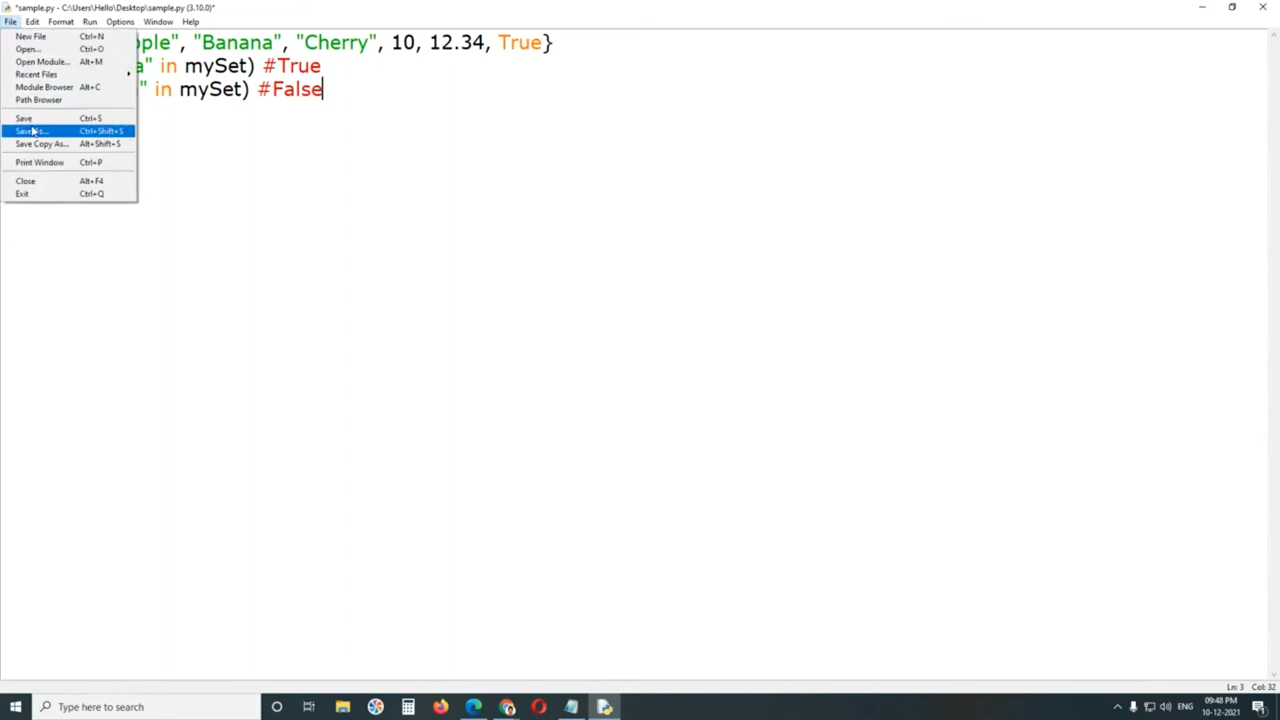 *sample.py - C:\Users\Hello\Desktop\sample.py (3.10.0)*
File Edit Format Run Options Window Help
New File Ctrl+N
Open... Ctrl+O
Open Module... Alt+M
Recent Files
Module Browser Alt+C
Path Browser
Save Ctrl+S
Save As... Ctrl+Shift+S
Save Copy As... Alt+Shift+S
Print Window Ctrl+P
Close Alt+F4
Exit Ctrl+Q
ple", "Banana", "Cherry", 10, 12.34, True}
a" in mySet) #True
" in mySet) #False
Ln: 3 Col: 32
Type here to search
ENG
09:48 PM
10-12-2021